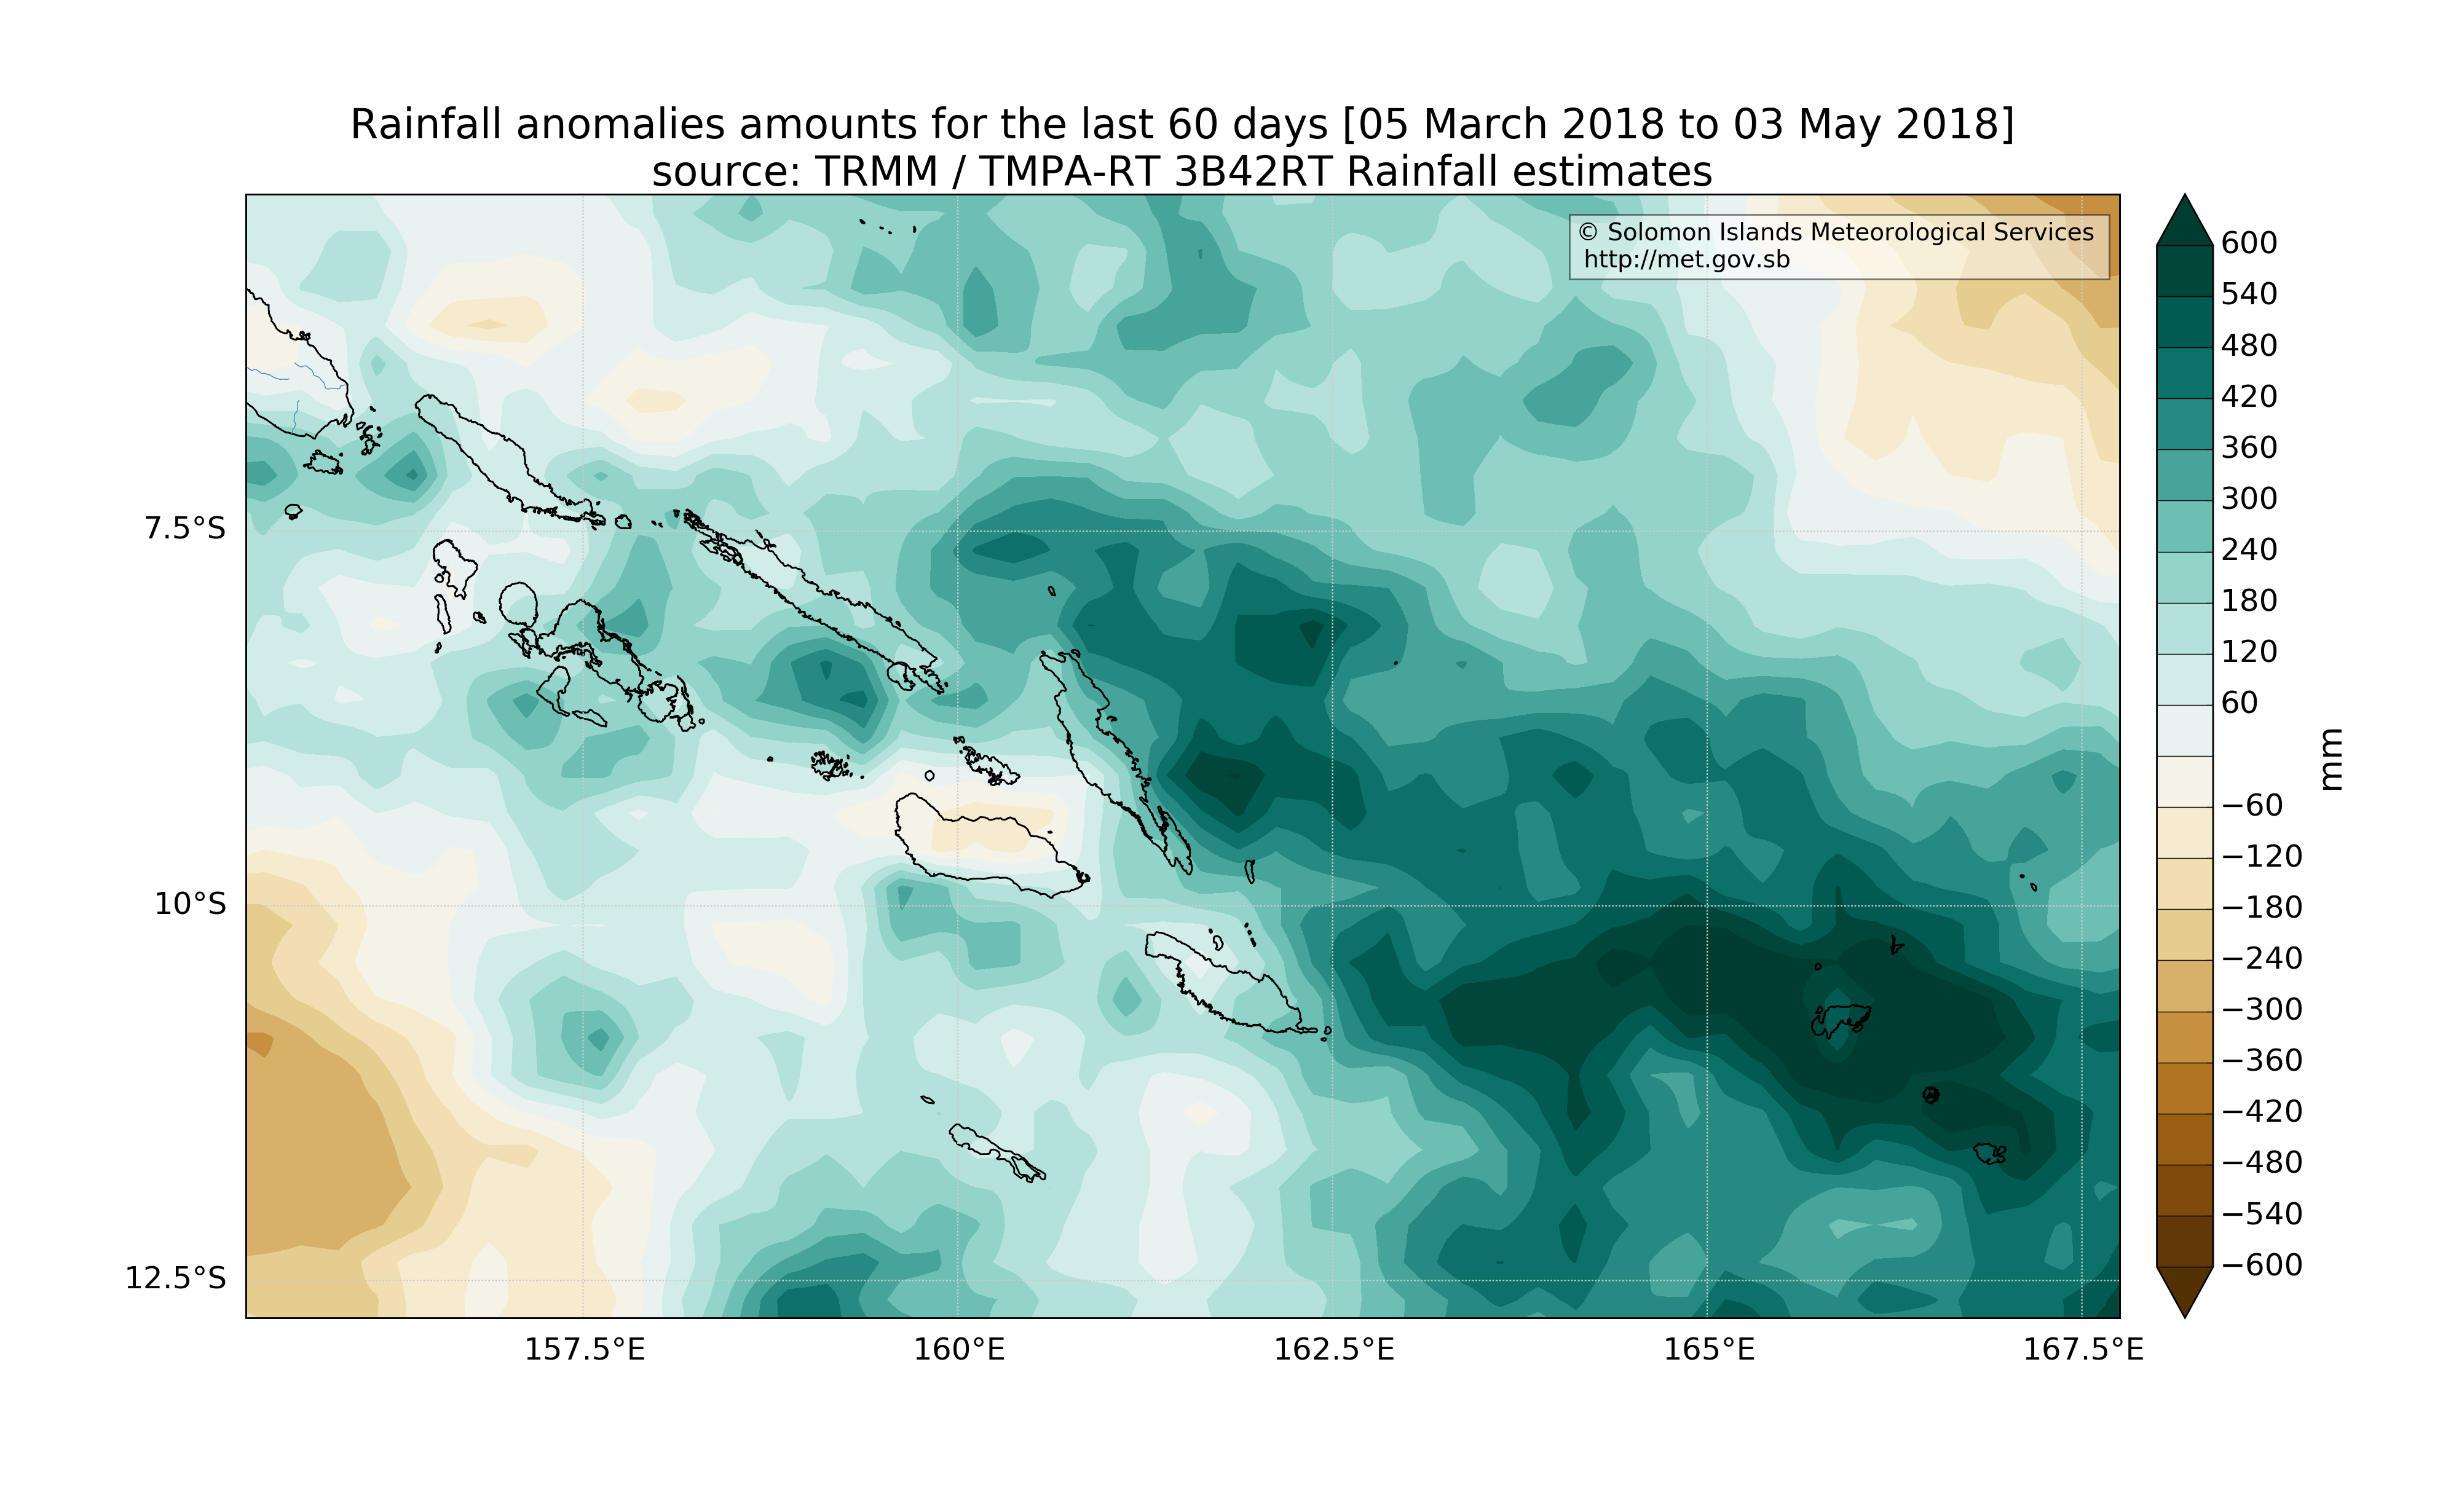 Rainfall anomalies amounts for the last 60 days [05 March 2018 to 03 May 2018]
source: TRMM / TMPA-RT 3B42RT Rainfall estimates
© Solomon Islands Meteorological Services
http://met.gov.sb
7.5°S
10°S
12.5°S
157.5°E
160°E
162.5°E
165°E
167.5°E
600
540
480
420
360
300
240
180
120
60
−60
−120
−180
−240
−300
−360
−420
−480
−540
−600
mm